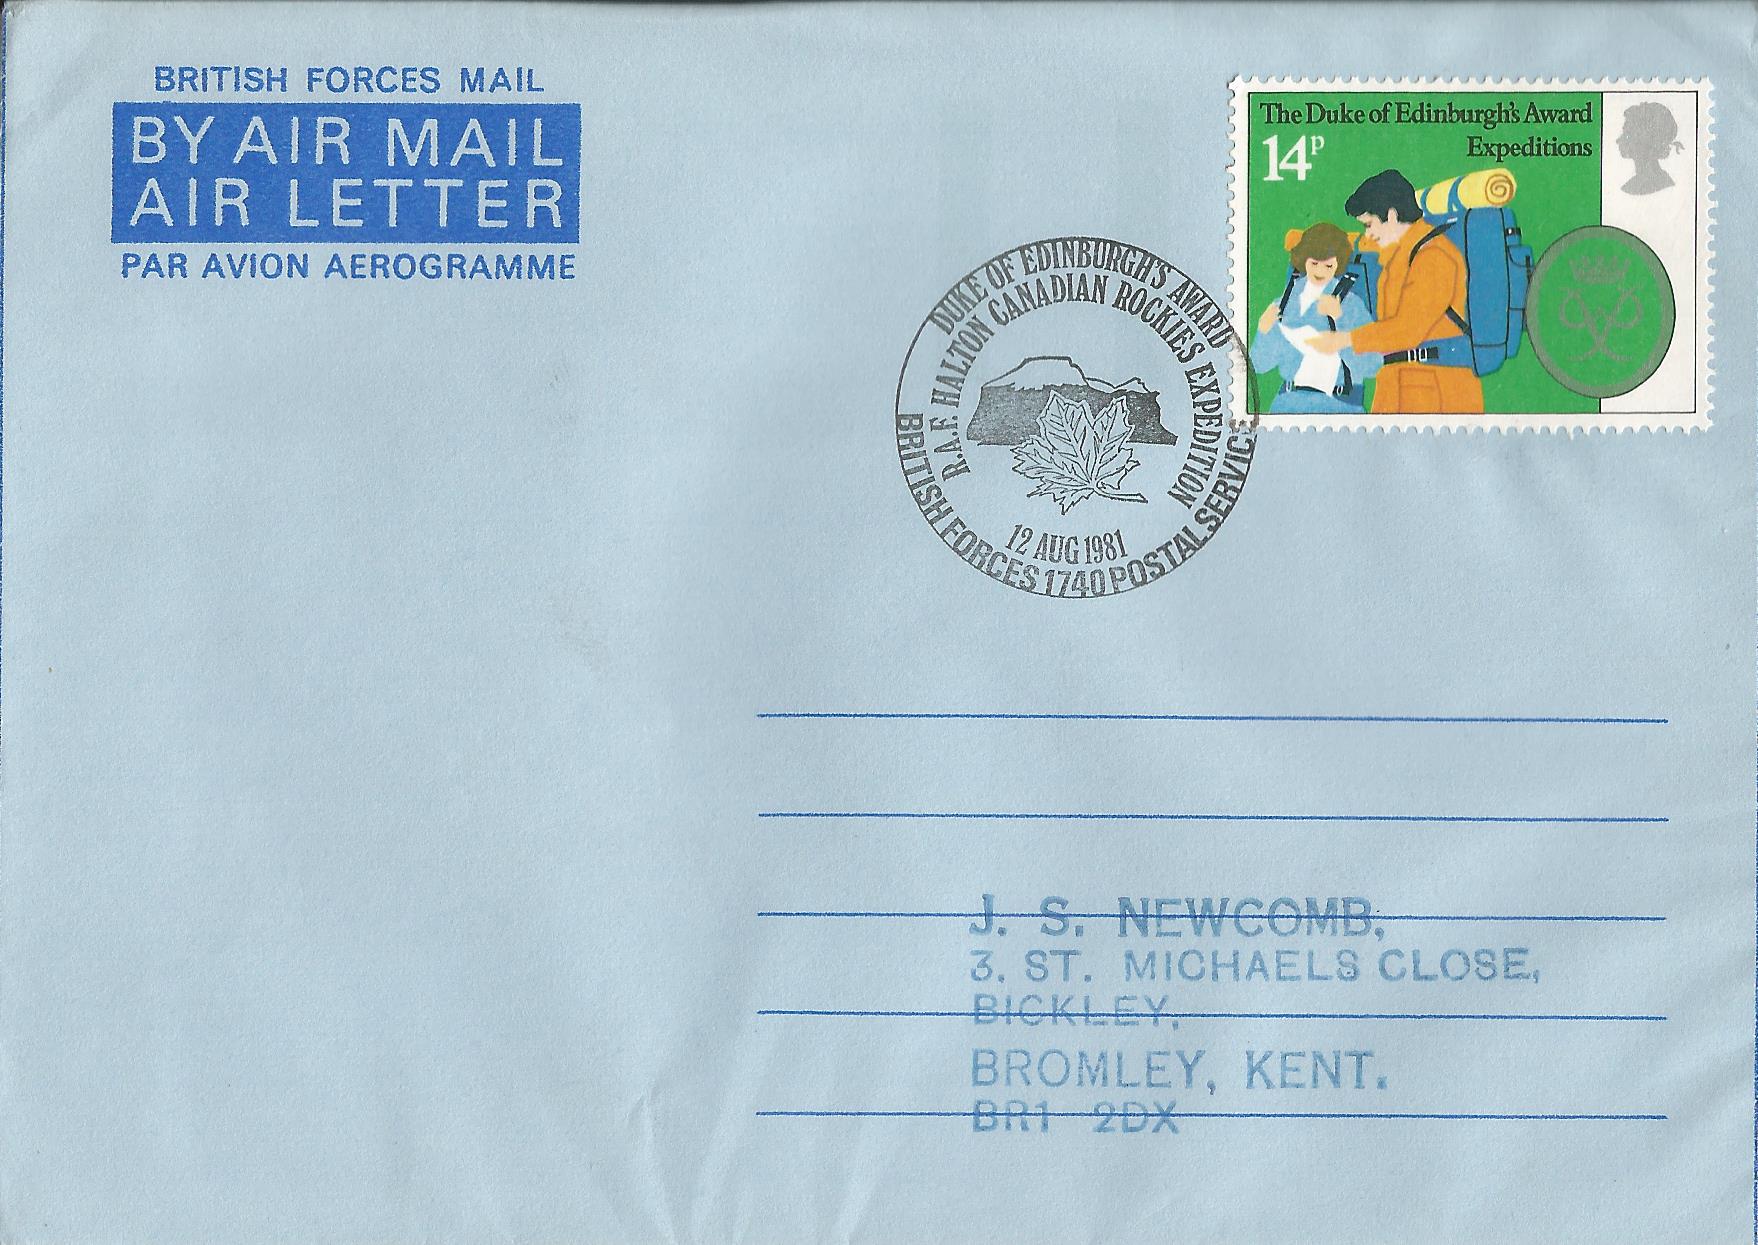 BRITISH FORCES MAIL
BY AIR MAIL
AIR LETTER
PAR AVION AEROGRAMME
The Duke of Edinburgh's Award
Expeditions
14P
DUKE OF EDINBURGH'S AWARD
R.A.F. HALTON CANADIAN ROCKIES EXPEDITION
12 AUG 1981
BRITISH FORCES 1740 POSTAL SERVICE
J. S. NEWCOMB,
3. ST. MICHAELS CLOSE,
BICKLEY,
BROMLEY, KENT.
BR1 2DX